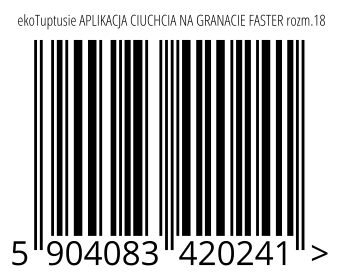 ekoTuptusie APLIKACJA CIUCHCIA NA GRANACIE FASTER rozm.18
5 904083 420241 >